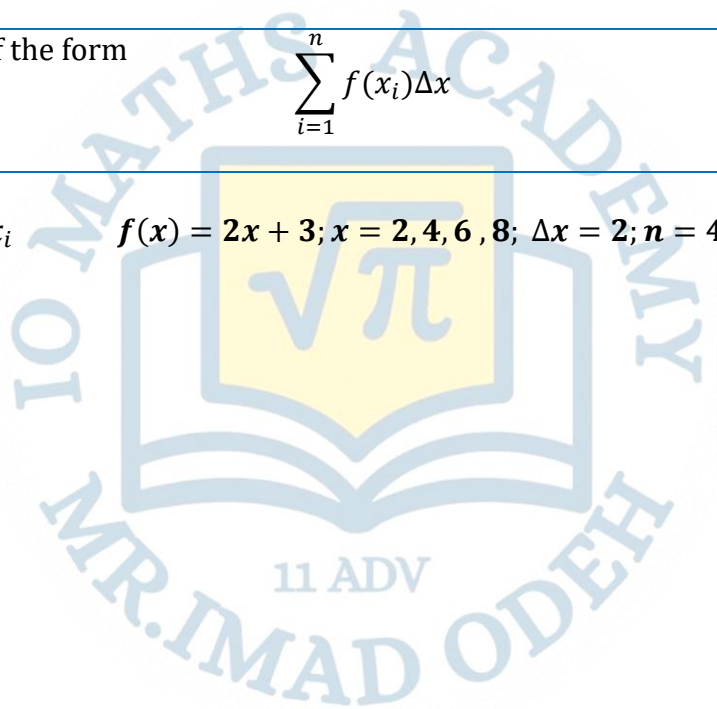 f the form
n
∑ f(xᵢ)Δx
i=1
xᵢ f(x) = 2x + 3; x = 2, 4, 6 , 8; Δx = 2; n = 4
IO MATHS ACADEMY
√π
11 ADV
MR.IMAD ODEH